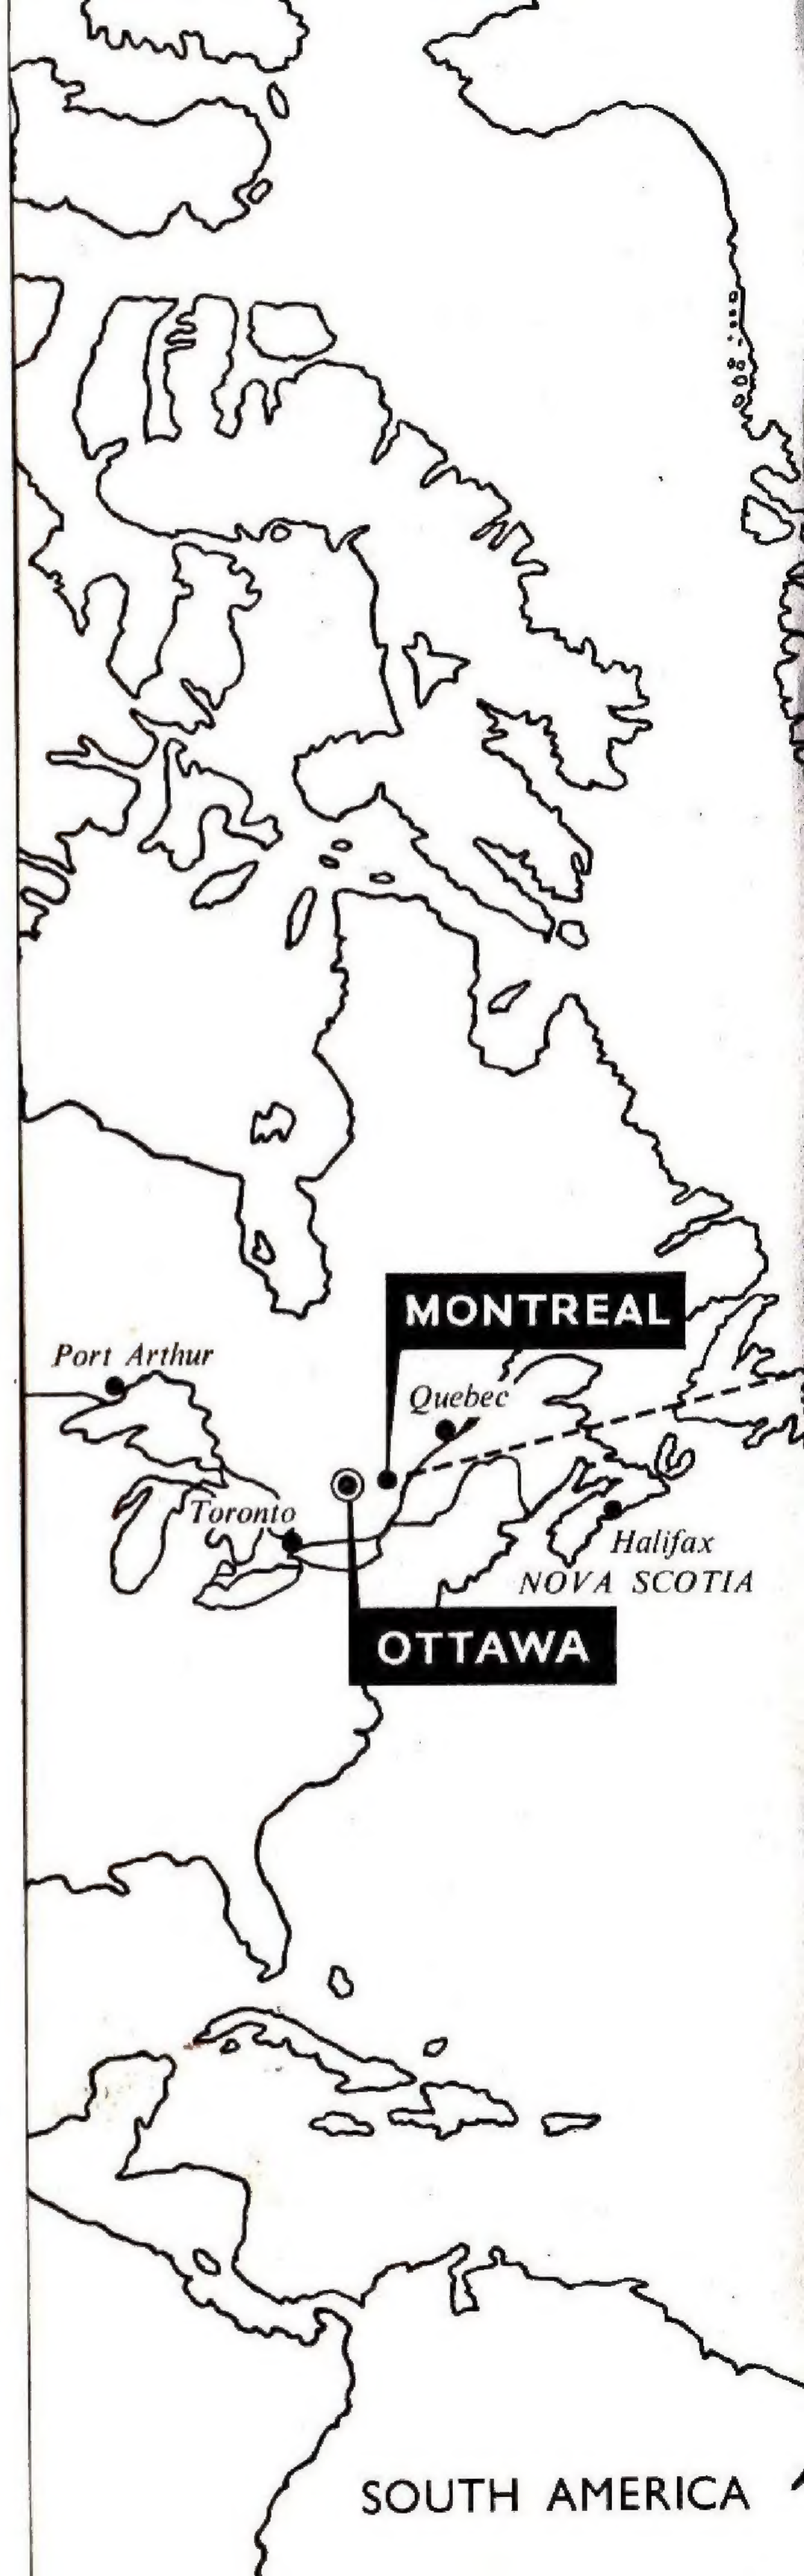 MONTREAL
Port Arthur
Quebec
Toronto
Halifax
NOVA SCOTIA
OTTAWA
SOUTH AMERICA